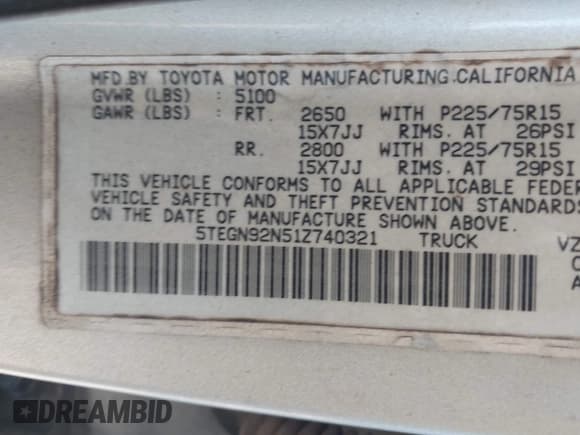 MFD.BY TOYOTA MOTOR MANUFACTURING.CALIFORNIA
GVWR (LBS) : 5100
GAWR (LBS) : FRT. 2650 WITH P225/75R15
15X7JJ RIMS. AT 26PSI
RR. 2800 WITH P225/75R15
15X7JJ RIMS. AT 29PSI
THIS VEHICLE CONFORMS TO ALL APPLICABLE FEDER
VEHICLE SAFETY AND THEFT PREVENTION STANDARDS
ON THE DATE OF MANUFACTURE SHOWN ABOVE.
5TEGN92N51Z740321 TRUCK VZ
C
A
DREAMBID